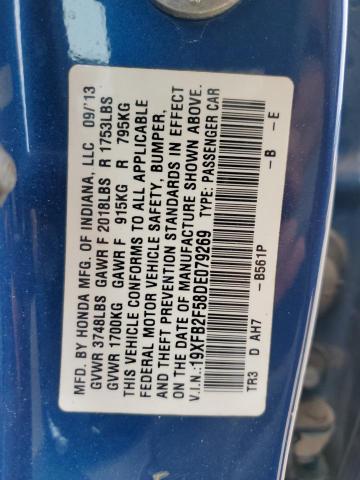 MFD. BY HONDA MFG. OF INDIANA, LLC 09/'13
GVWR 3748LBS GAWR F 2018LBS R 1753LBS
GVWR 1700KG GAWR F 915KG R 795KG
THIS VEHICLE CONFORMS TO ALL APPLICABLE
FEDERAL MOTOR VEHICLE SAFETY, BUMPER,
AND THEFT PREVENTION STANDARDS IN EFFECT
ON THE DATE OF MANUFACTURE SHOWN ABOVE.
V.I.N.:19XFB2F58DE079269 TYPE: PASSENGER CAR
-B561P -B -E
TR3 D AH7